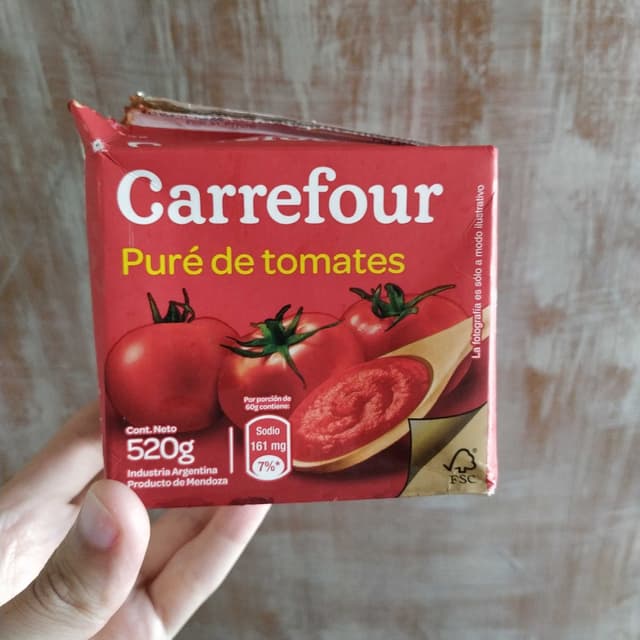 Carrefour
Puré de tomates
La fotografía es sólo a modo ilustrativo
Cont. Neto
520g
Industria Argentina
Producto de Mendoza
Por porción de
60g contiene:
Sodio
161 mg
7%*
FSC